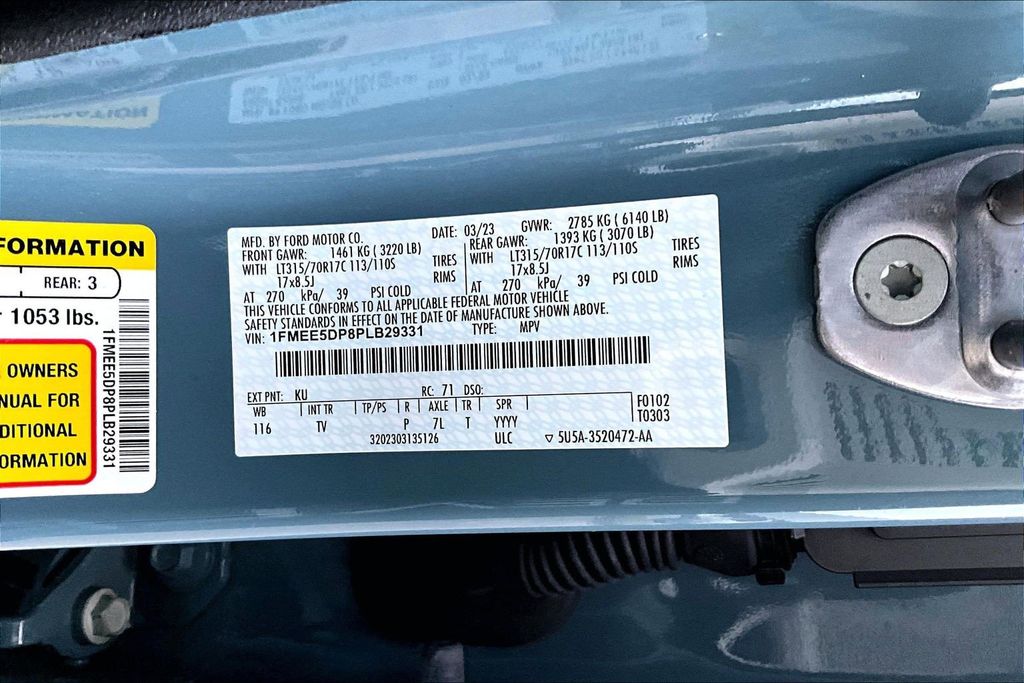 FORMATION
REAR: 3
1053 lbs.
OWNERS
NUAL FOR
DITIONAL
ORMATION
1FMEE5DP8PLB29331
MFD. BY FORD MOTOR CO. DATE: 03/23 GVWR: 2785 KG ( 6140 LB)
FRONT GAWR: 1461 KG ( 3220 LB) REAR GAWR: 1393 KG ( 3070 LB)
WITH LT315/70R17C 113/110S TIRES WITH LT315/70R17C 113/110S TIRES
17x8.5J RIMS 17x8.5J RIMS
AT 270 kPa/ 39 PSI COLD AT 270 kPa/ 39 PSI COLD
THIS VEHICLE CONFORMS TO ALL APPLICABLE FEDERAL MOTOR VEHICLE
SAFETY STANDARDS IN EFFECT ON THE DATE OF MANUFACTURE SHOWN ABOVE.
VIN: 1FMEE5DP8PLB29331 TYPE: MPV
EXT PNT: KU RC: 71 DSO:
WB INT TR TP/PS R AXLE TR SPR F0102
116 TV P 7L T YYYY T0303
3202303135126 ULC 5U5A-3520472-AA